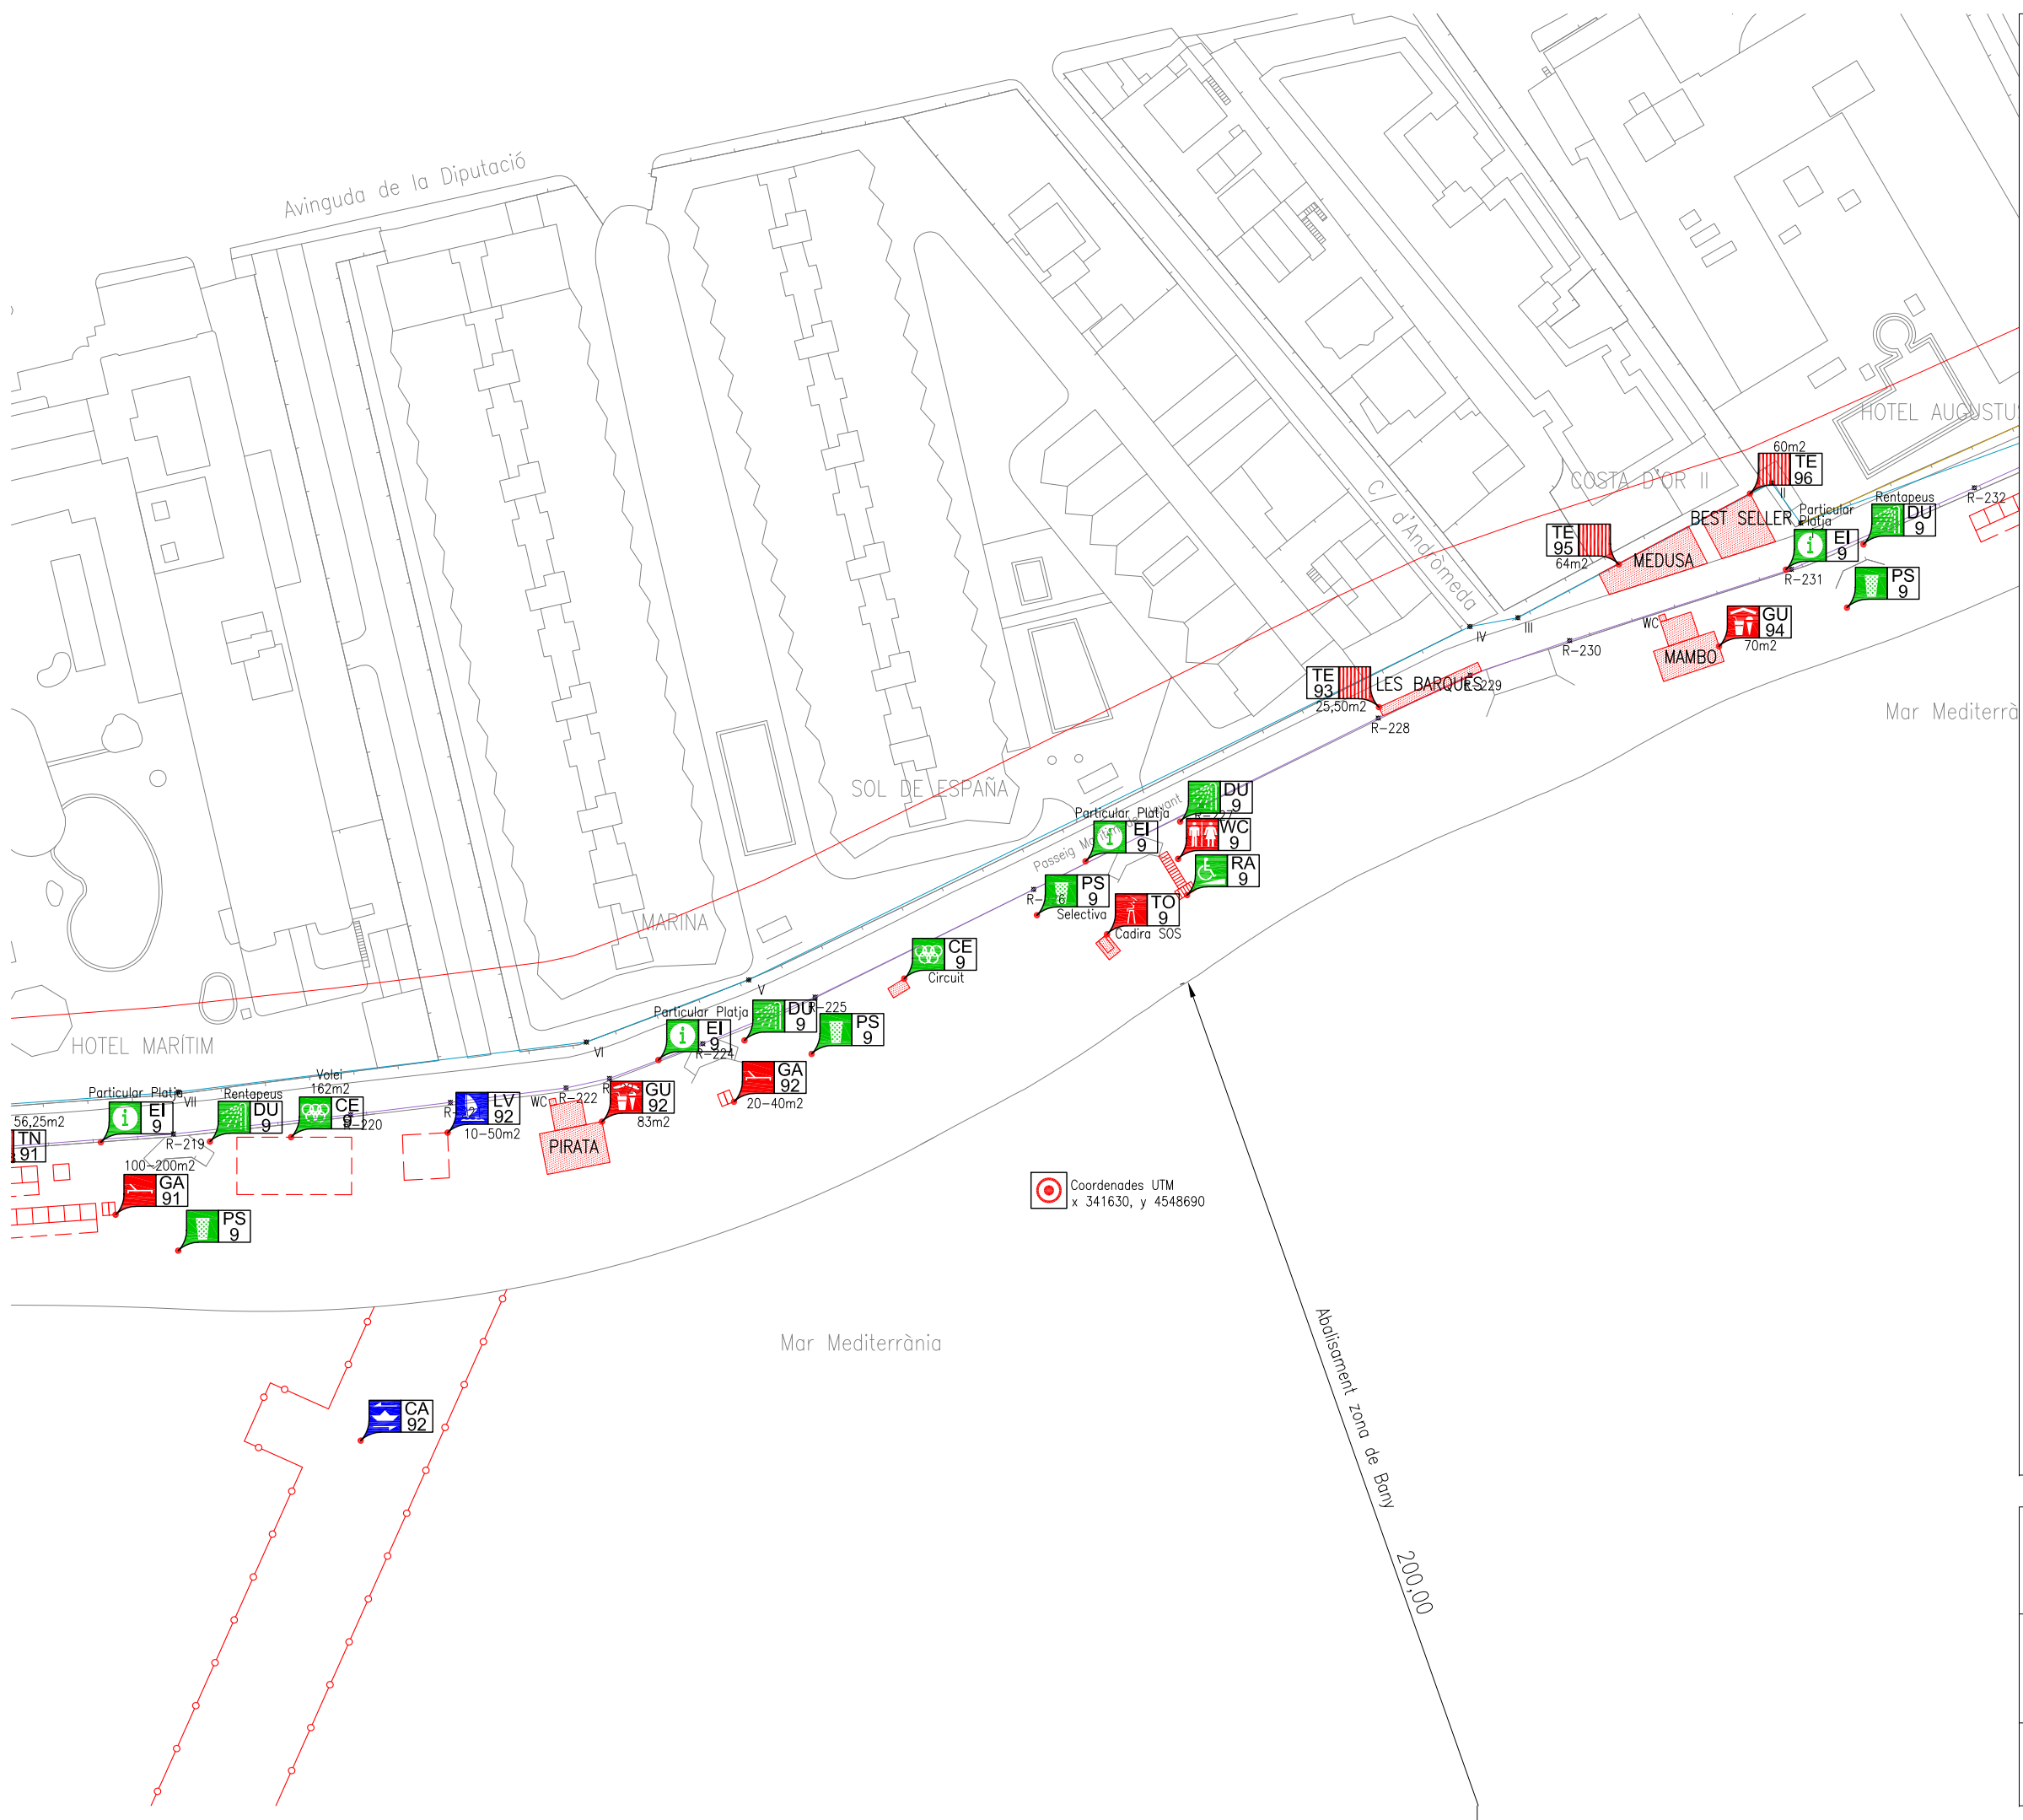 Avinguda de la Diputació
C/ d'Andòmeda
HOTEL AUGUSTUS
COSTA D'OR II
60m2
TE
96
II
BEST SELLER
Particular
Platja
EI
9
Rentapeus
DU
9
R-232
R-231
PS
9
TE
95
64m2
MEDUSA
WC
GU
94
70m2
MAMBO
III
IV
R-230
TE
93
25,50m2
LES BARQUES
R-229
R-228
Mar Mediterrà
SOL DE ESPAÑA
Particular Platja
EI
9
DU
9
R-227
WC
9
RA
9
PS
9
Selectiva
TO
9
Cadira SOS
MARINA
CE
9
Circuit
V
R-225
Particular Platja
EI
9
DU
9
PS
9
R-224
VI
GA
92
20-40m2
HOTEL MARÍTIM
Particular Platja
EI
9
VII
Rentapeus
DU
9
Volei
162m2
CE
9
R-220
LV
92
10-50m2
WC
R-222
GU
92
83m2
PIRATA
56,25m2
TN
91
R-219
100-200m2
GA
91
PS
9
Coordenades UTM
x 341630, y 4548690
Mar Mediterrània
CA
92
Abalisament zona de Bany
200,00